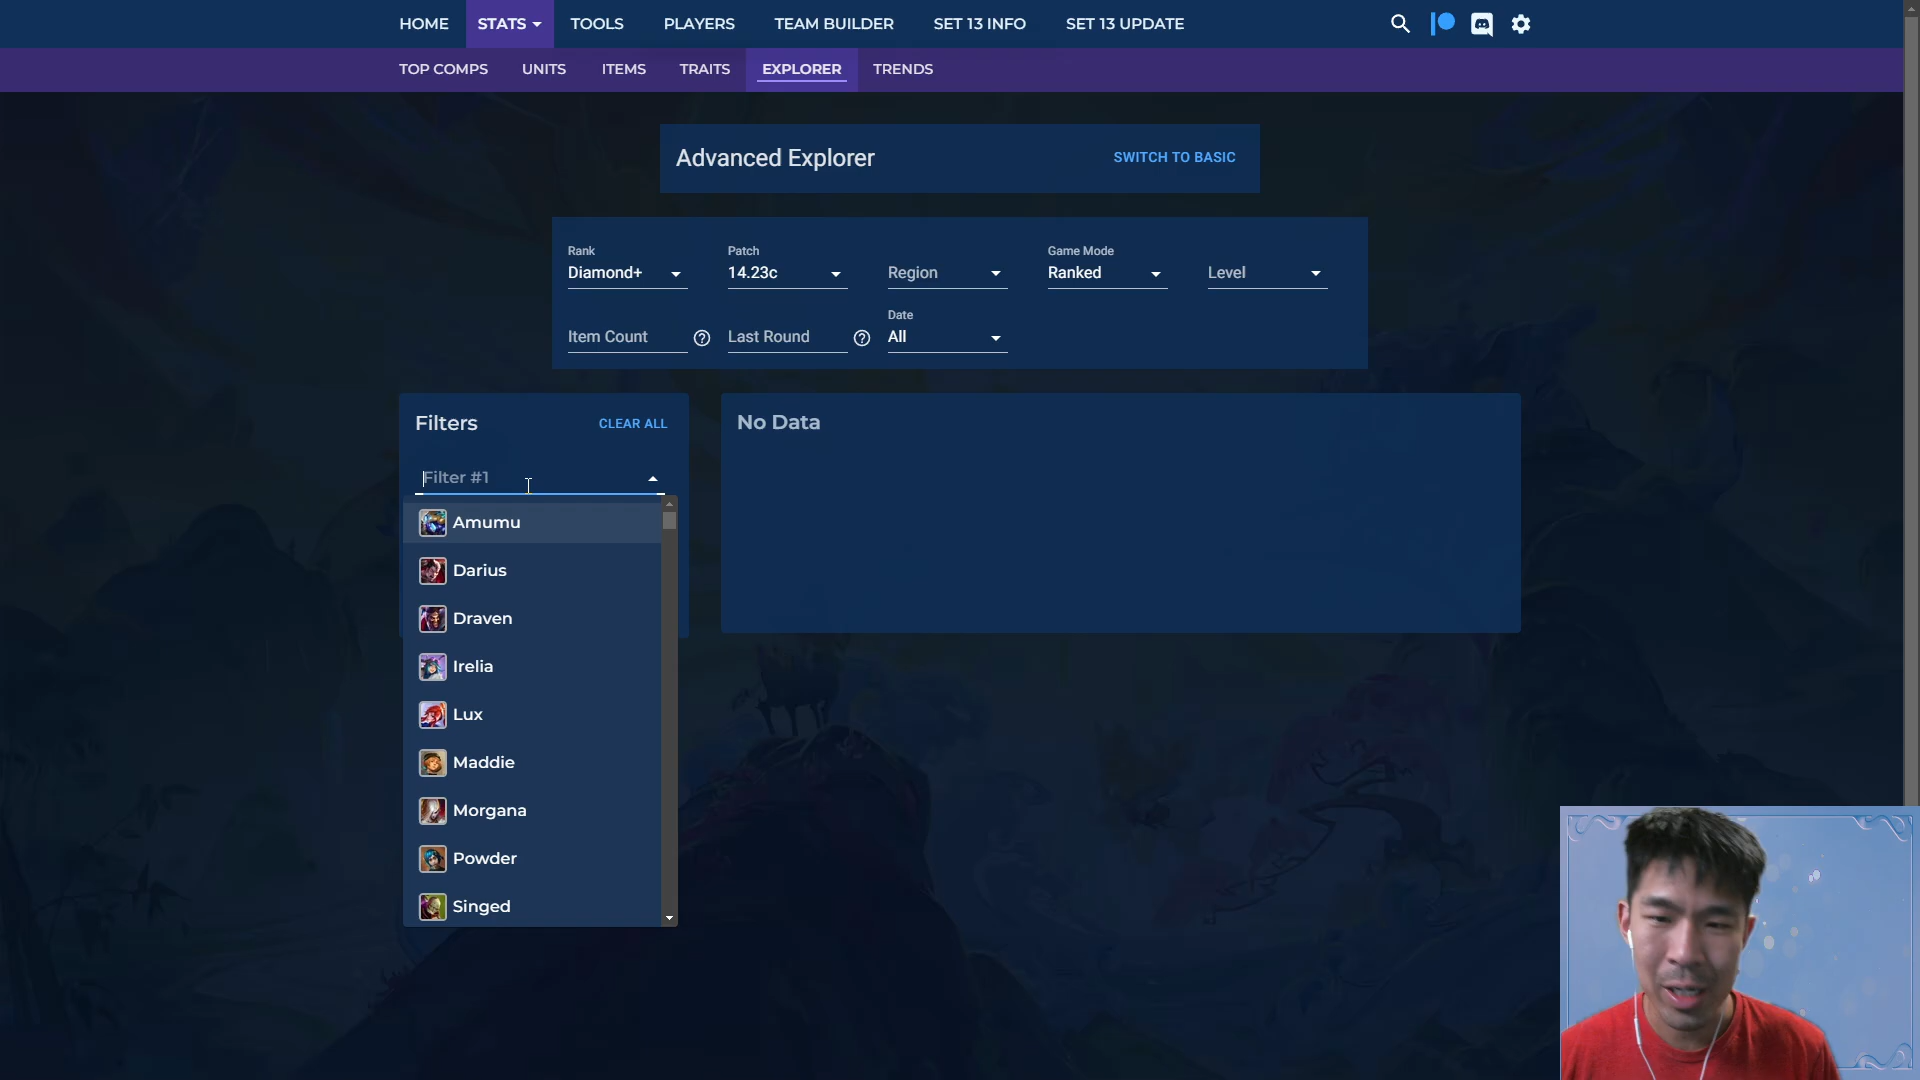 HOME STATS TOOLS PLAYERS TEAM BUILDER SET 13 INFO SET 13 UPDATE
TOP COMPS UNITS ITEMS TRAITS EXPLORER TRENDS
Advanced Explorer SWITCH TO BASIC
Rank Patch Game Mode
Diamond+ 14.23c Region Ranked Level
Date
Item Count Last Round All
Filters CLEAR ALL No Data
Filter #1
Amumu
Darius
Draven
Irelia
Lux
Maddie
Morgana
Powder
Singed